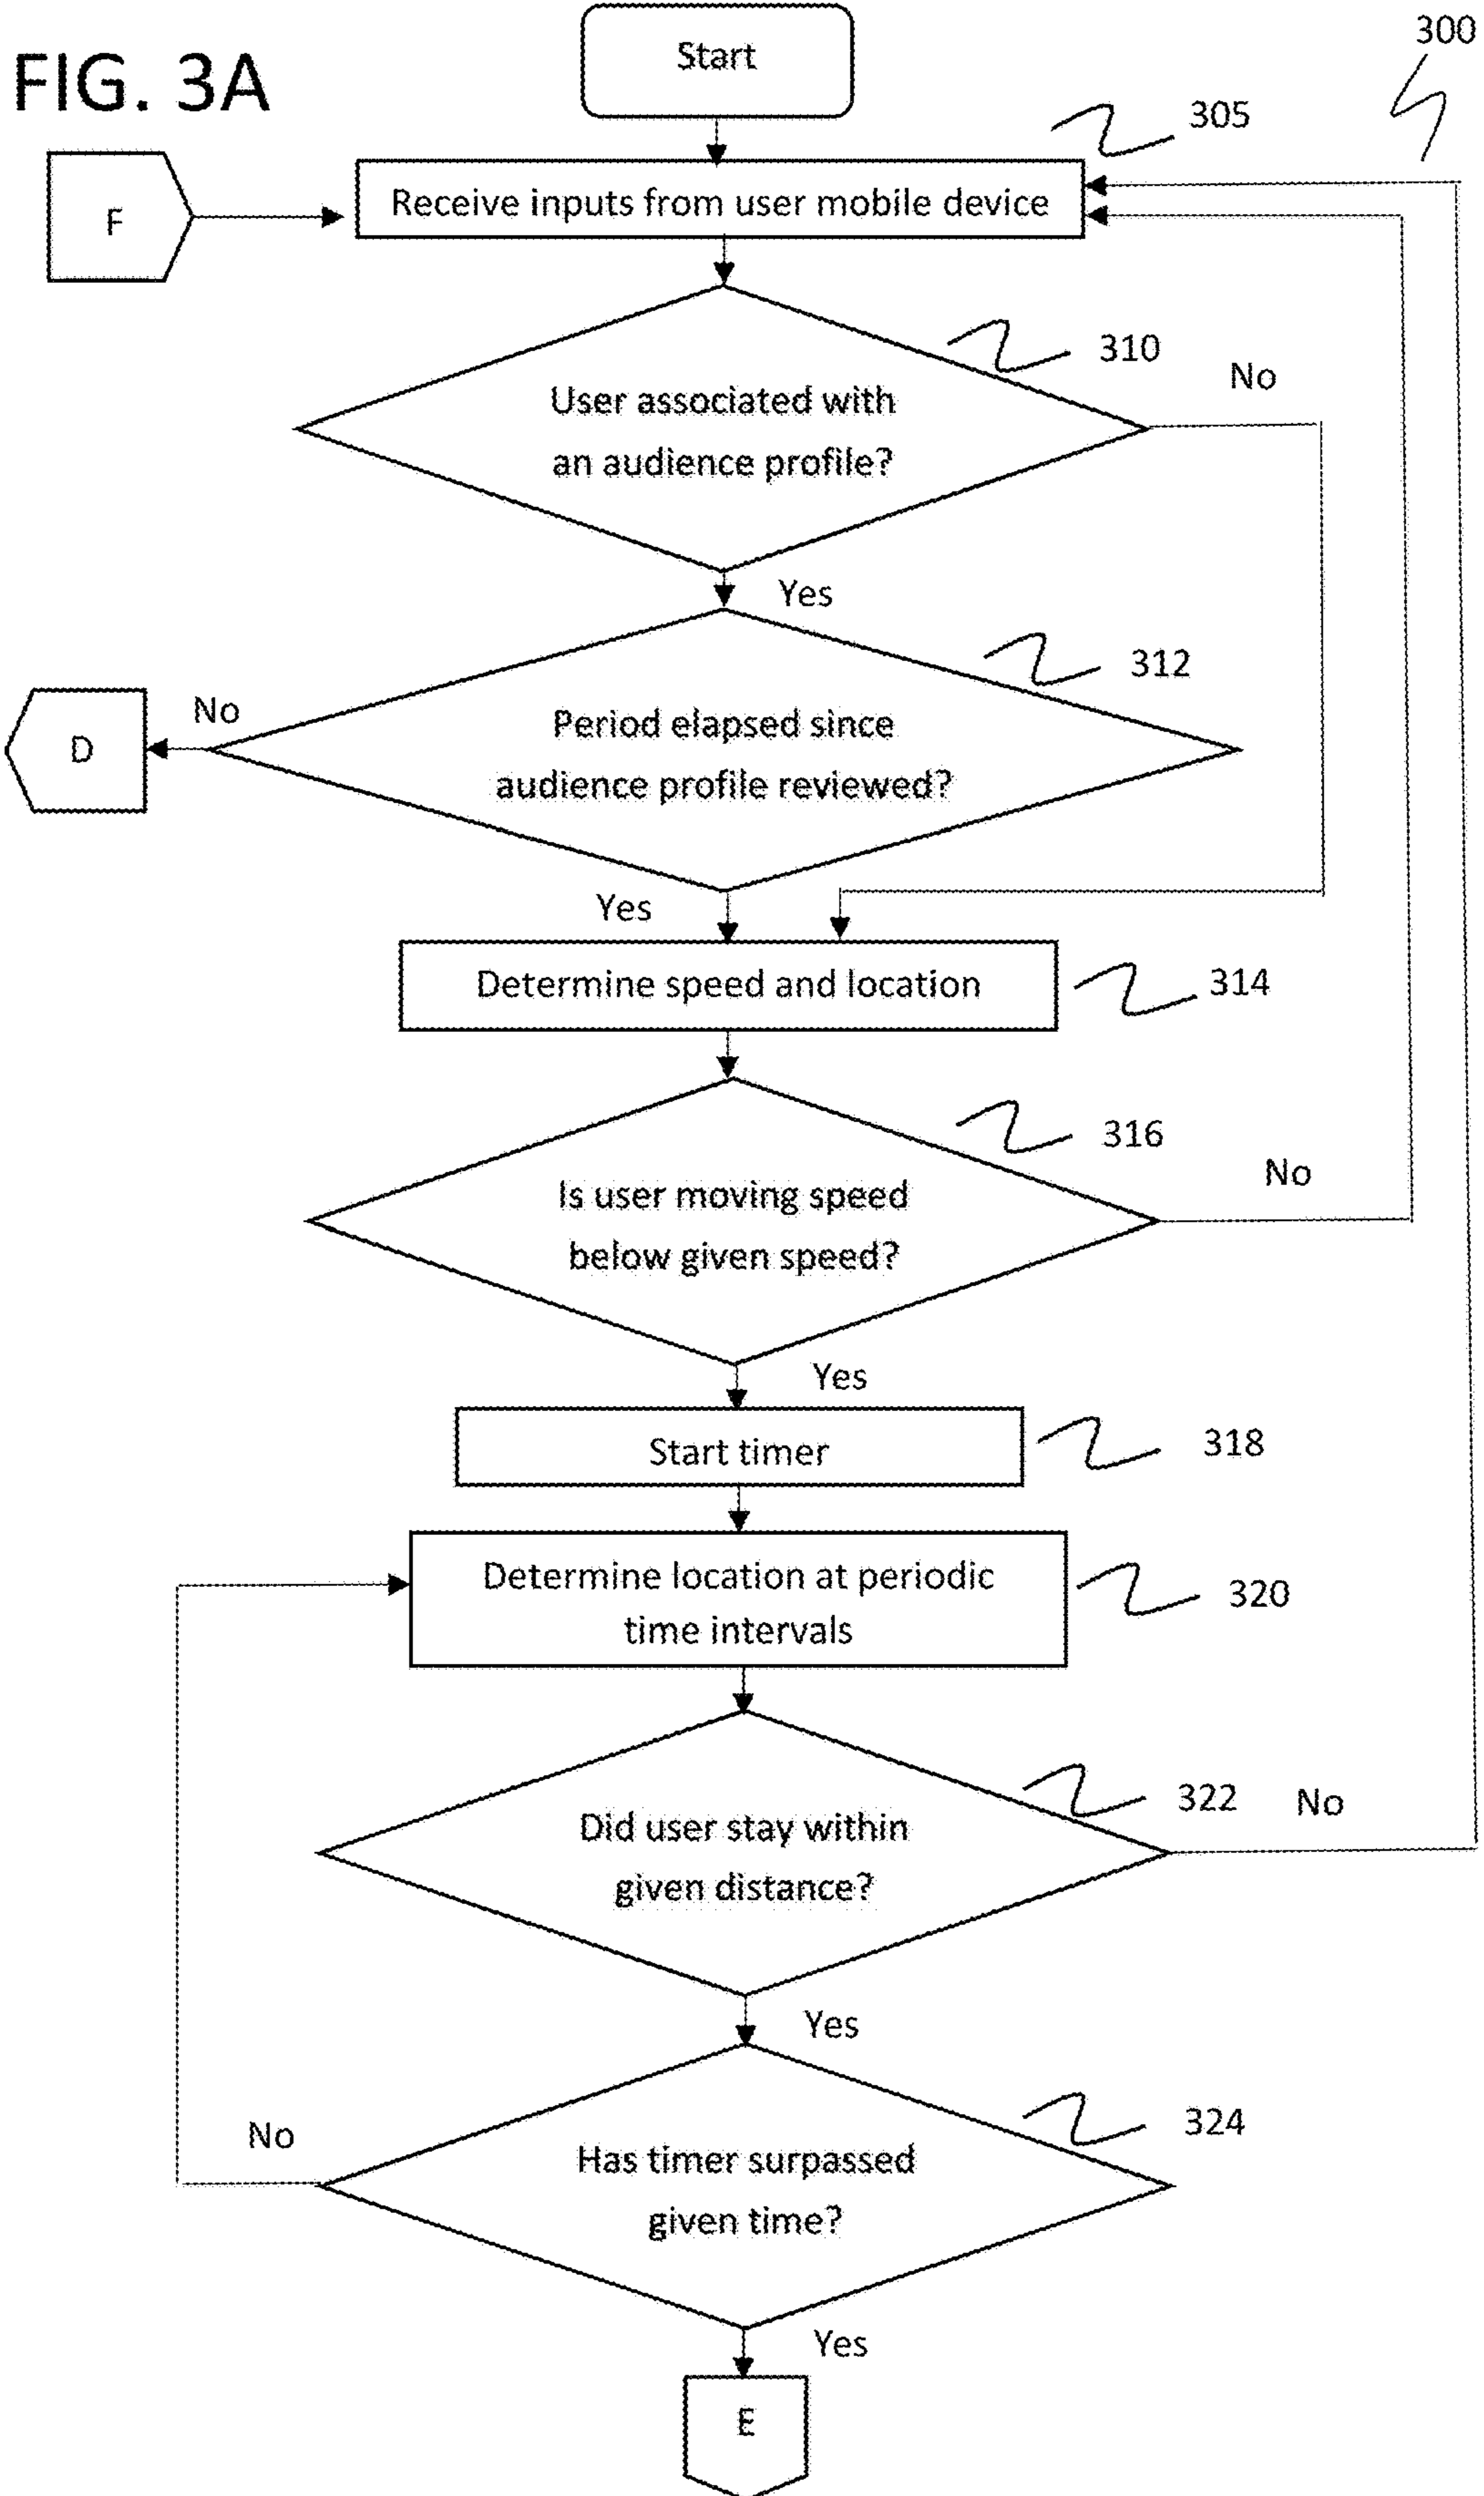 FIG. 3A
Start
300
305
F
Receive inputs from user mobile device
310
No
User associated with
an audience profile?
Yes
312
No
D
Period elapsed since
audience profile reviewed?
Yes
Determine speed and location
314
316
No
Is user moving speed
below given speed?
Yes
Start timer
318
Determine location at periodic
time intervals
320
322
No
Did user stay within
given distance?
Yes
324
No
Has timer surpassed
given time?
Yes
E